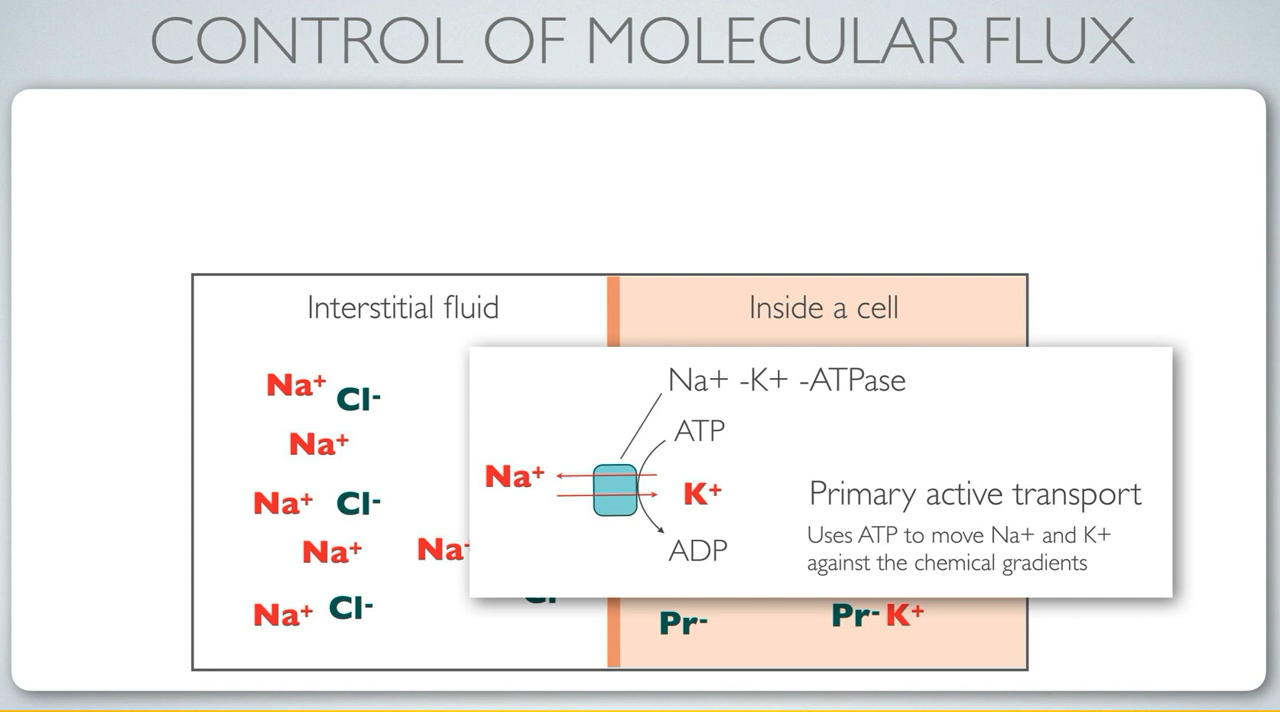 CONTROL OF MOLECULAR FLUX
Interstitial fluid
Inside a cell
Na+ -K+ -ATPase
Na⁺ Cl-
ATP
Na⁺
Na⁺
K⁺
Primary active transport
Na⁺ Cl-
Uses ATP to move Na+ and K+
against the chemical gradients
ADP
Na⁺ Na⁺
Na⁺ Cl-
Pr-
Pr- K⁺